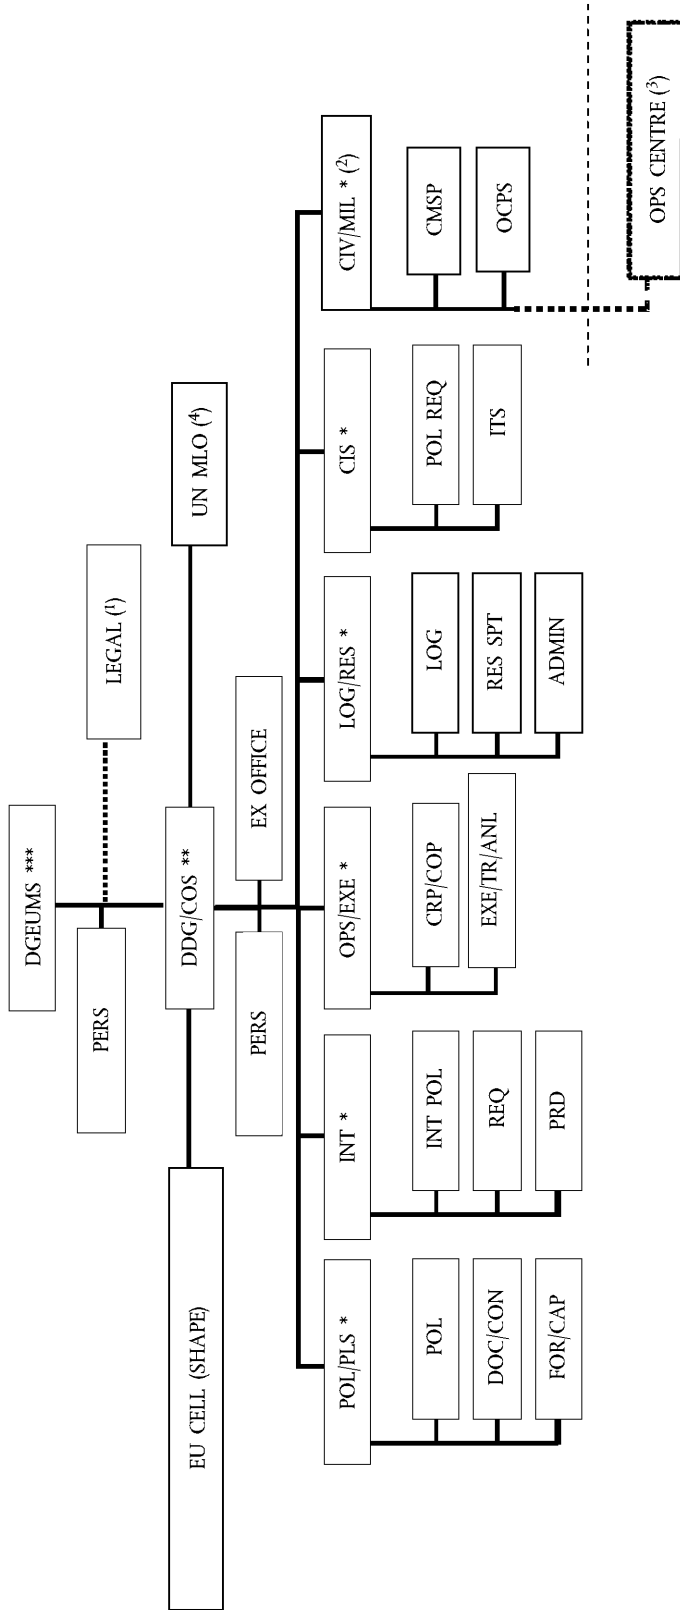 DGEUMS ***
PERS
LEGAL (¹)
EU CELL (SHAPE)
DDG/COS **
UN MLO (⁴)
PERS
EX OFFICE
POL/PLS *
INT *
OPS/EXE *
LOG/RES *
CIS *
CIV/MIL * (²)
POL
DOC/CON
FOR/CAP
INT POL
REQ
PRD
CRP/COP
EXE/TR/ANL
LOG
RES SPT
ADMIN
POL REQ
ITS
CMSP
OCPS
OPS CENTRE (³)